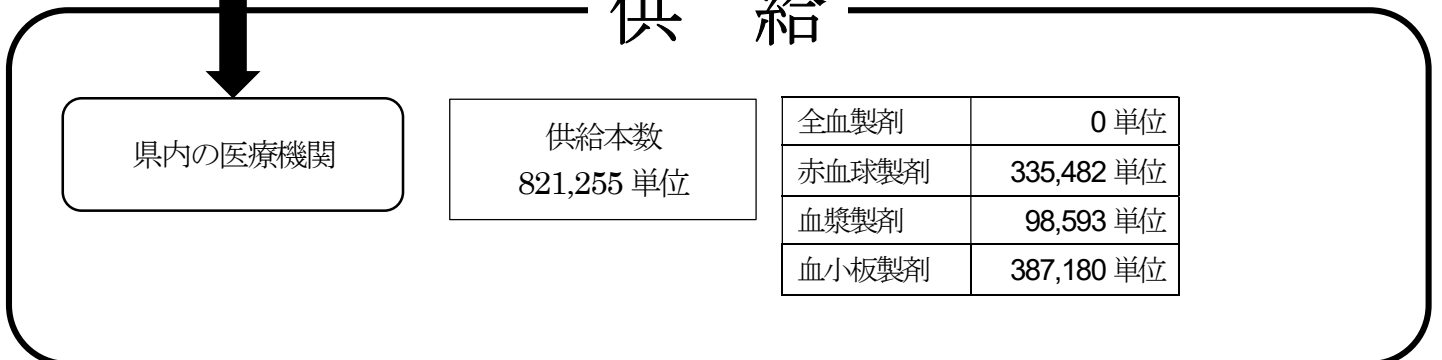 供 給
県内の医療機関
供給本数
821,255 単位
全血製剤 0 単位
赤血球製剤 335,482 単位
血漿製剤 98,593 単位
血小板製剤 387,180 単位